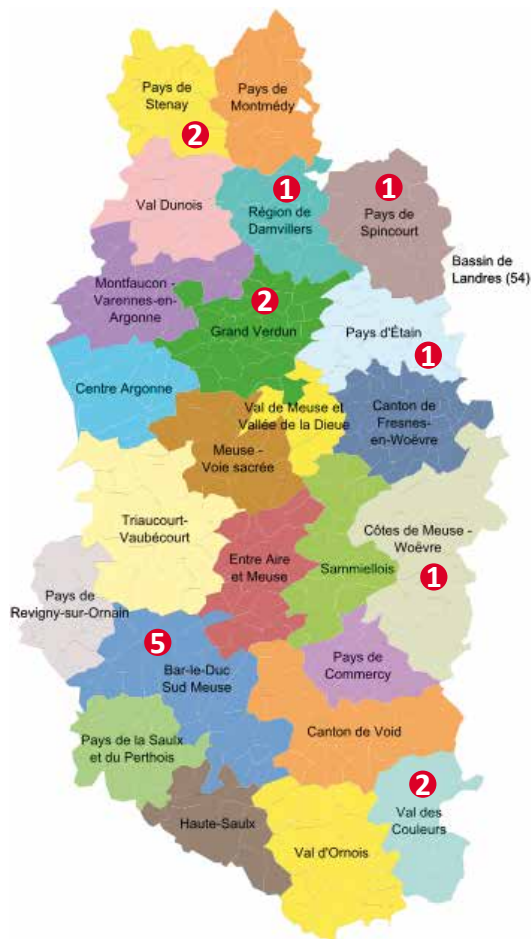 Pays de
Stenay
2
Pays de
Montmédy
Val Dunois
1
Région de
Damvillers
1
Pays de
Spincourt
Bassin de
Landres (54)
Montfaucon -
Varennes-en-
Argonne
2
Grand Verdun
Pays d'Étain
1
Centre Argonne
Val de Meuse et
Vallée de la Dieue
Canton de
Fresnes-
en-Woëvre
Meuse -
Voie sacrée
Triaucourt-
Vaubécourt
Entre Aire
et Meuse
Sammiellois
Côtes de Meuse -
Woëvre
1
Pays de
Revigny-sur-Ornain
5
Bar-le-Duc
Sud Meuse
Pays de
Commercy
Pays de la Saulx
et du Perthois
Canton de Void
2
Val des
Couleurs
Haute-Saulx
Val d'Ornois